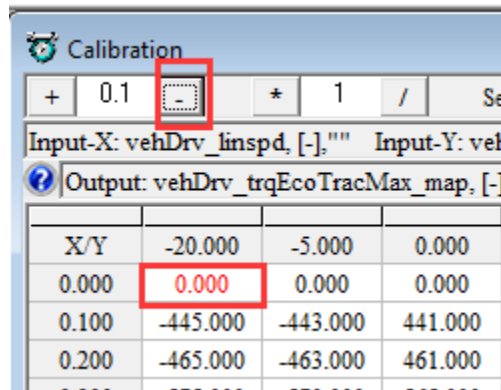 Calibration
+ 0.1 - * 1 / Se
Input-X: vehDrv_linspd, [-],"" Input-Y: veh
Output: vehDrv_trqEcoTracMax_map, [-]
X/Y -20.000 -5.000 0.000
0.000 0.000 0.000 0.000
0.100 -445.000 -443.000 441.000
0.200 -465.000 -463.000 461.000